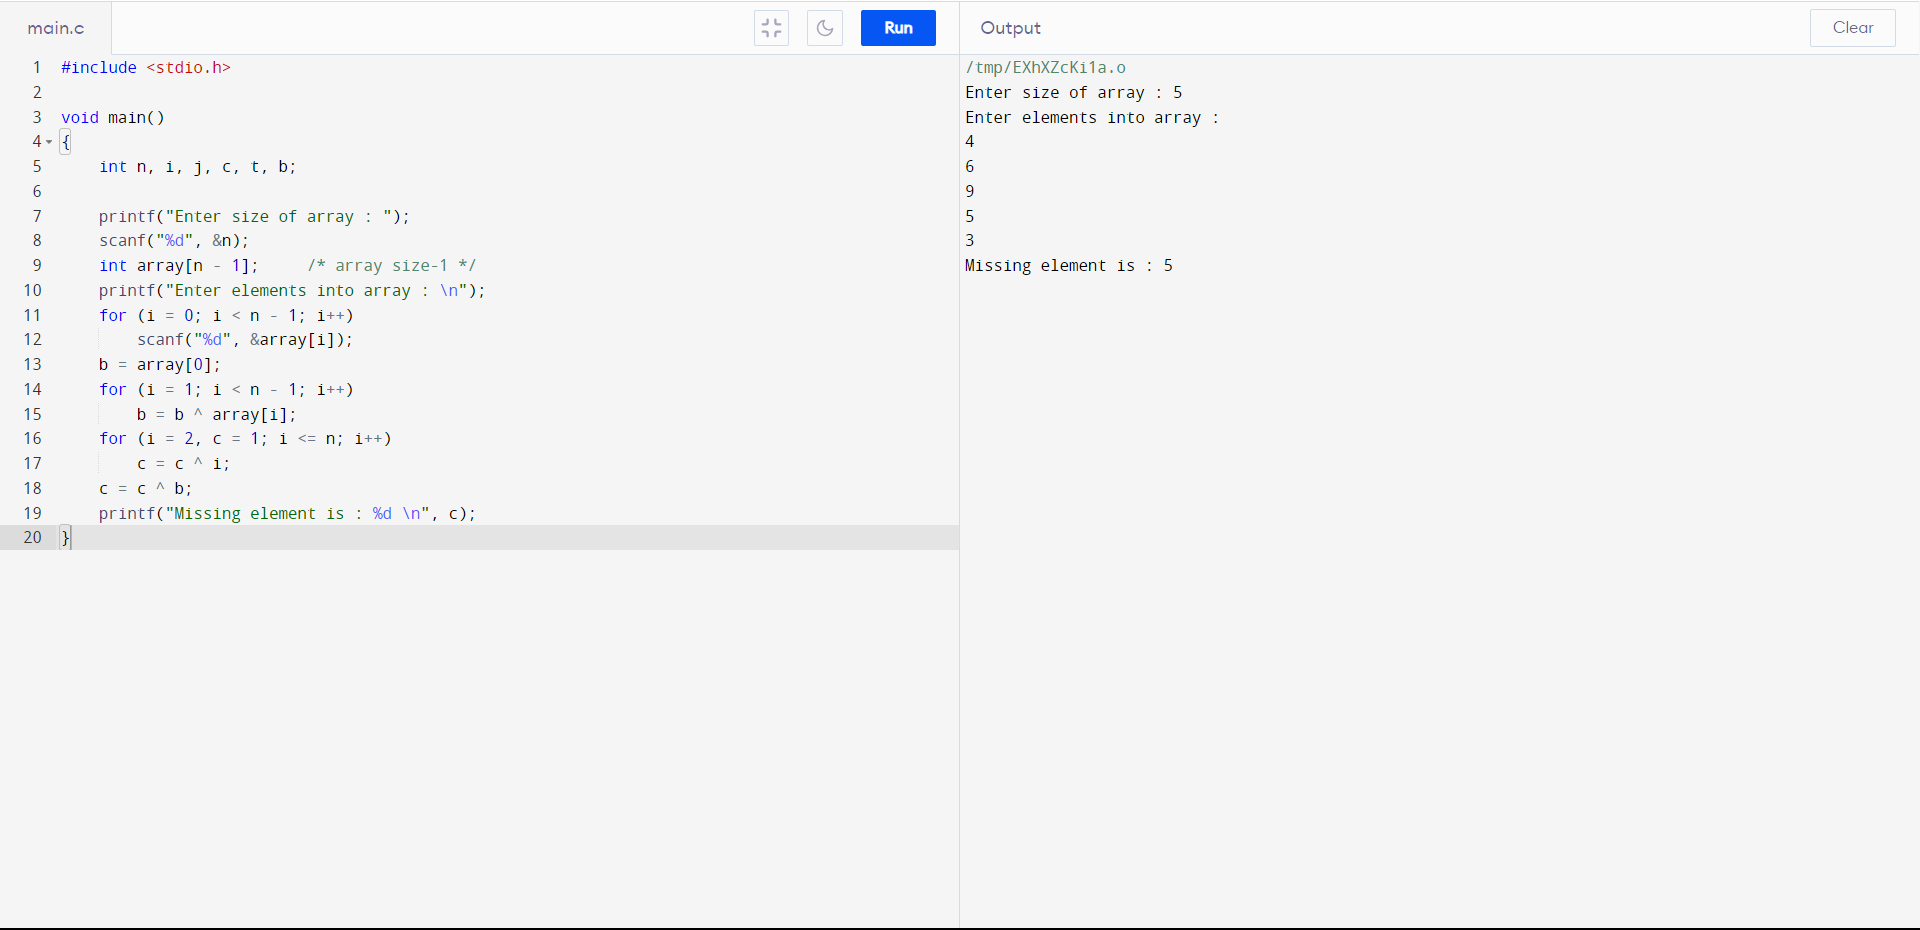 main.c
Run
Output
Clear
1 #include <stdio.h>
2
3 void main()
4 {
5     int n, i, j, c, t, b;
6
7     printf("Enter size of array : ");
8     scanf("%d", &n);
9     int array[n - 1];     /* array size-1 */
10     printf("Enter elements into array : \n");
11     for (i = 0; i < n - 1; i++)
12         scanf("%d", &array[i]);
13     b = array[0];
14     for (i = 1; i < n - 1; i++)
15         b = b ^ array[i];
16     for (i = 2, c = 1; i <= n; i++)
17         c = c ^ i;
18     c = c ^ b;
19     printf("Missing element is : %d \n", c);
20 }
/tmp/EXhXZcKi1a.o
Enter size of array : 5
Enter elements into array :
4
6
9
5
3
Missing element is : 5